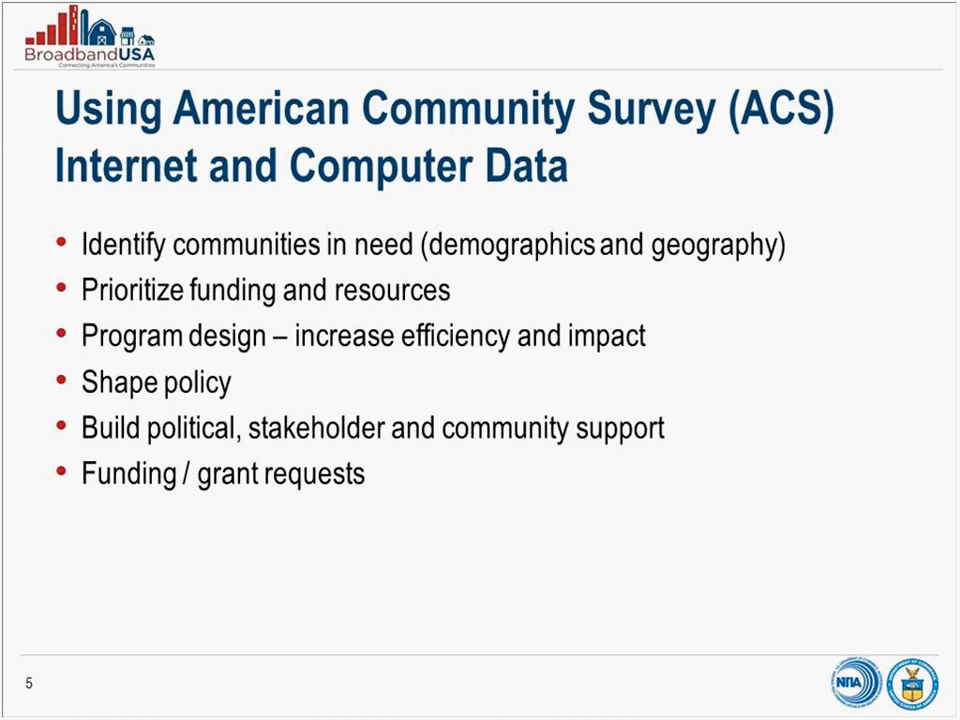 BroadbandUSA
Connecting America's Communities
Using American Community Survey (ACS)
Internet and Computer Data
• Identify communities in need (demographics and geography)
• Prioritize funding and resources
• Program design – increase efficiency and impact
• Shape policy
• Build political, stakeholder and community support
• Funding / grant requests
5
NTIA